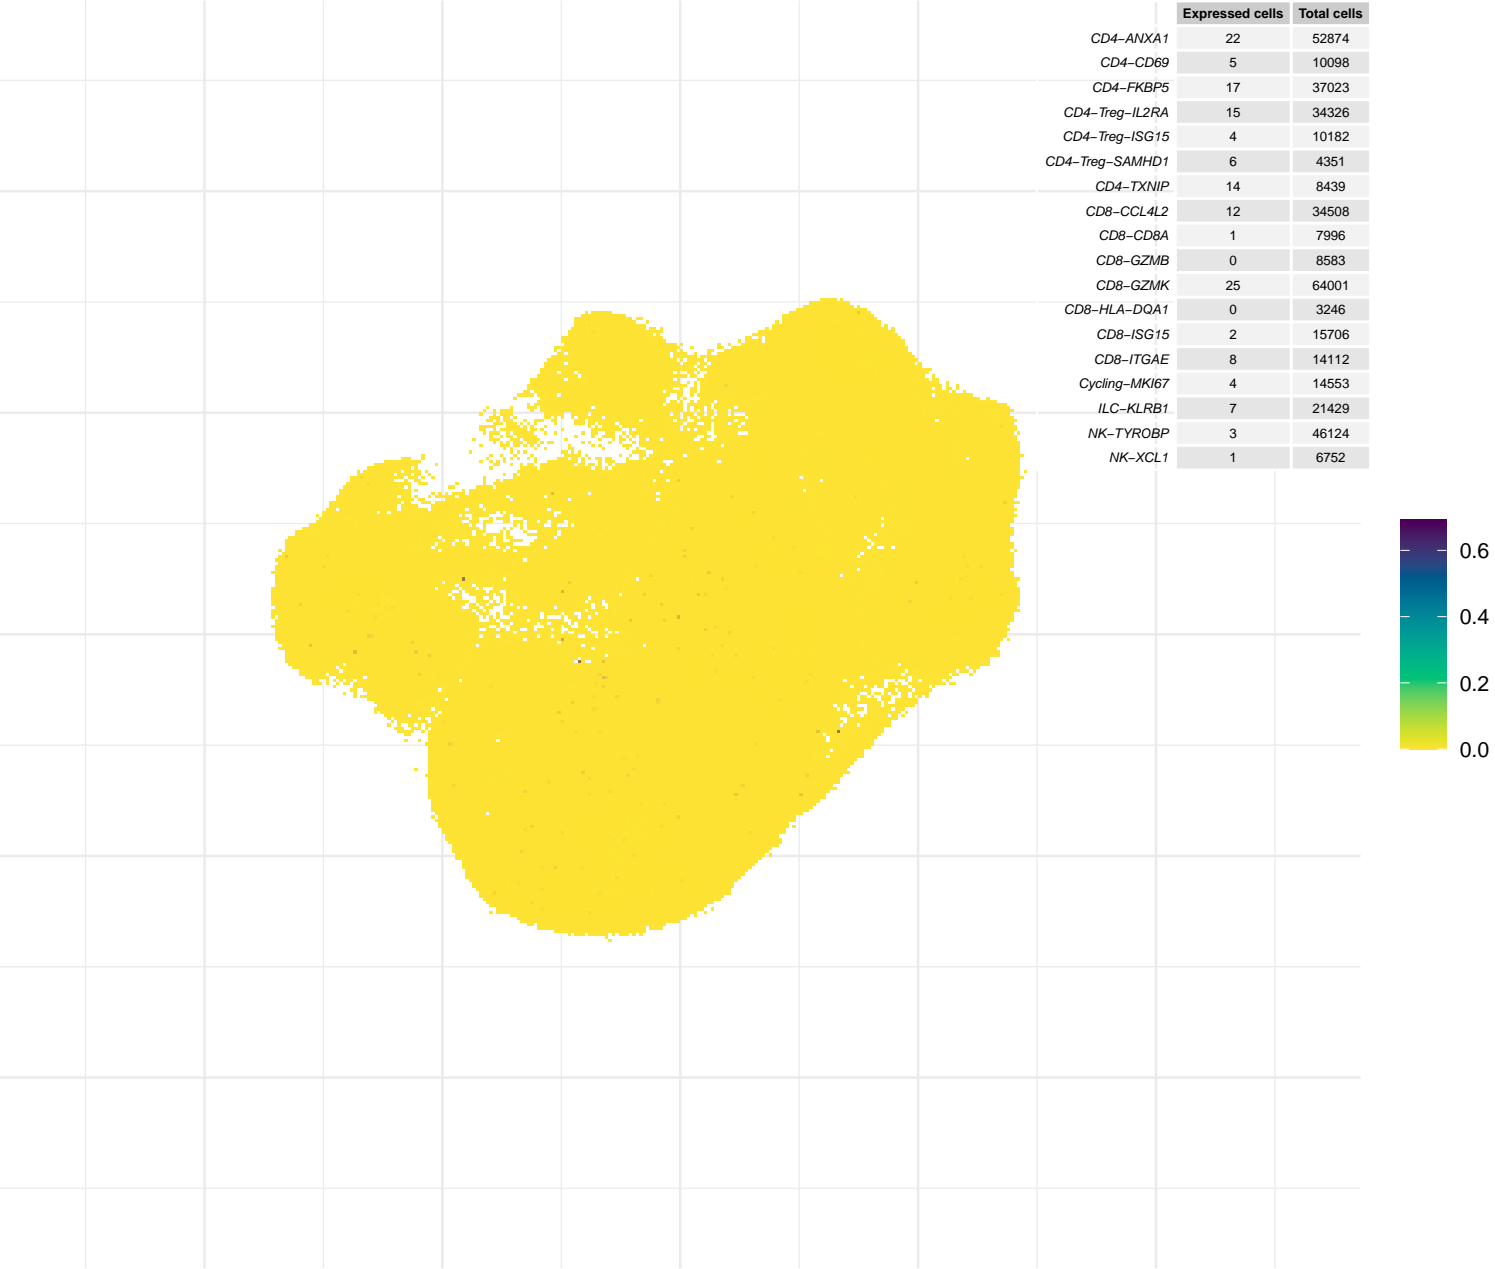 Expressed cells Total cells
CD4−ANXA1 22 52874
CD4−CD69 5 10098
CD4−FKBP5 17 37023
CD4−Treg−IL2RA 15 34326
CD4−Treg−ISG15 4 10182
CD4−Treg−SAMHD1 6 4351
CD4−TXNIP 14 8439
CD8−CCL4L2 12 34508
CD8−CD8A 1 7996
CD8−GZMB 0 8583
CD8−GZMK 25 64001
CD8−HLA−DQA1 0 3246
CD8−ISG15 2 15706
CD8−ITGAE 8 14112
Cycling−MKI67 4 14553
ILC−KLRB1 7 21429
NK−TYROBP 3 46124
NK−XCL1 1 6752
0.6
0.4
0.2
0.0